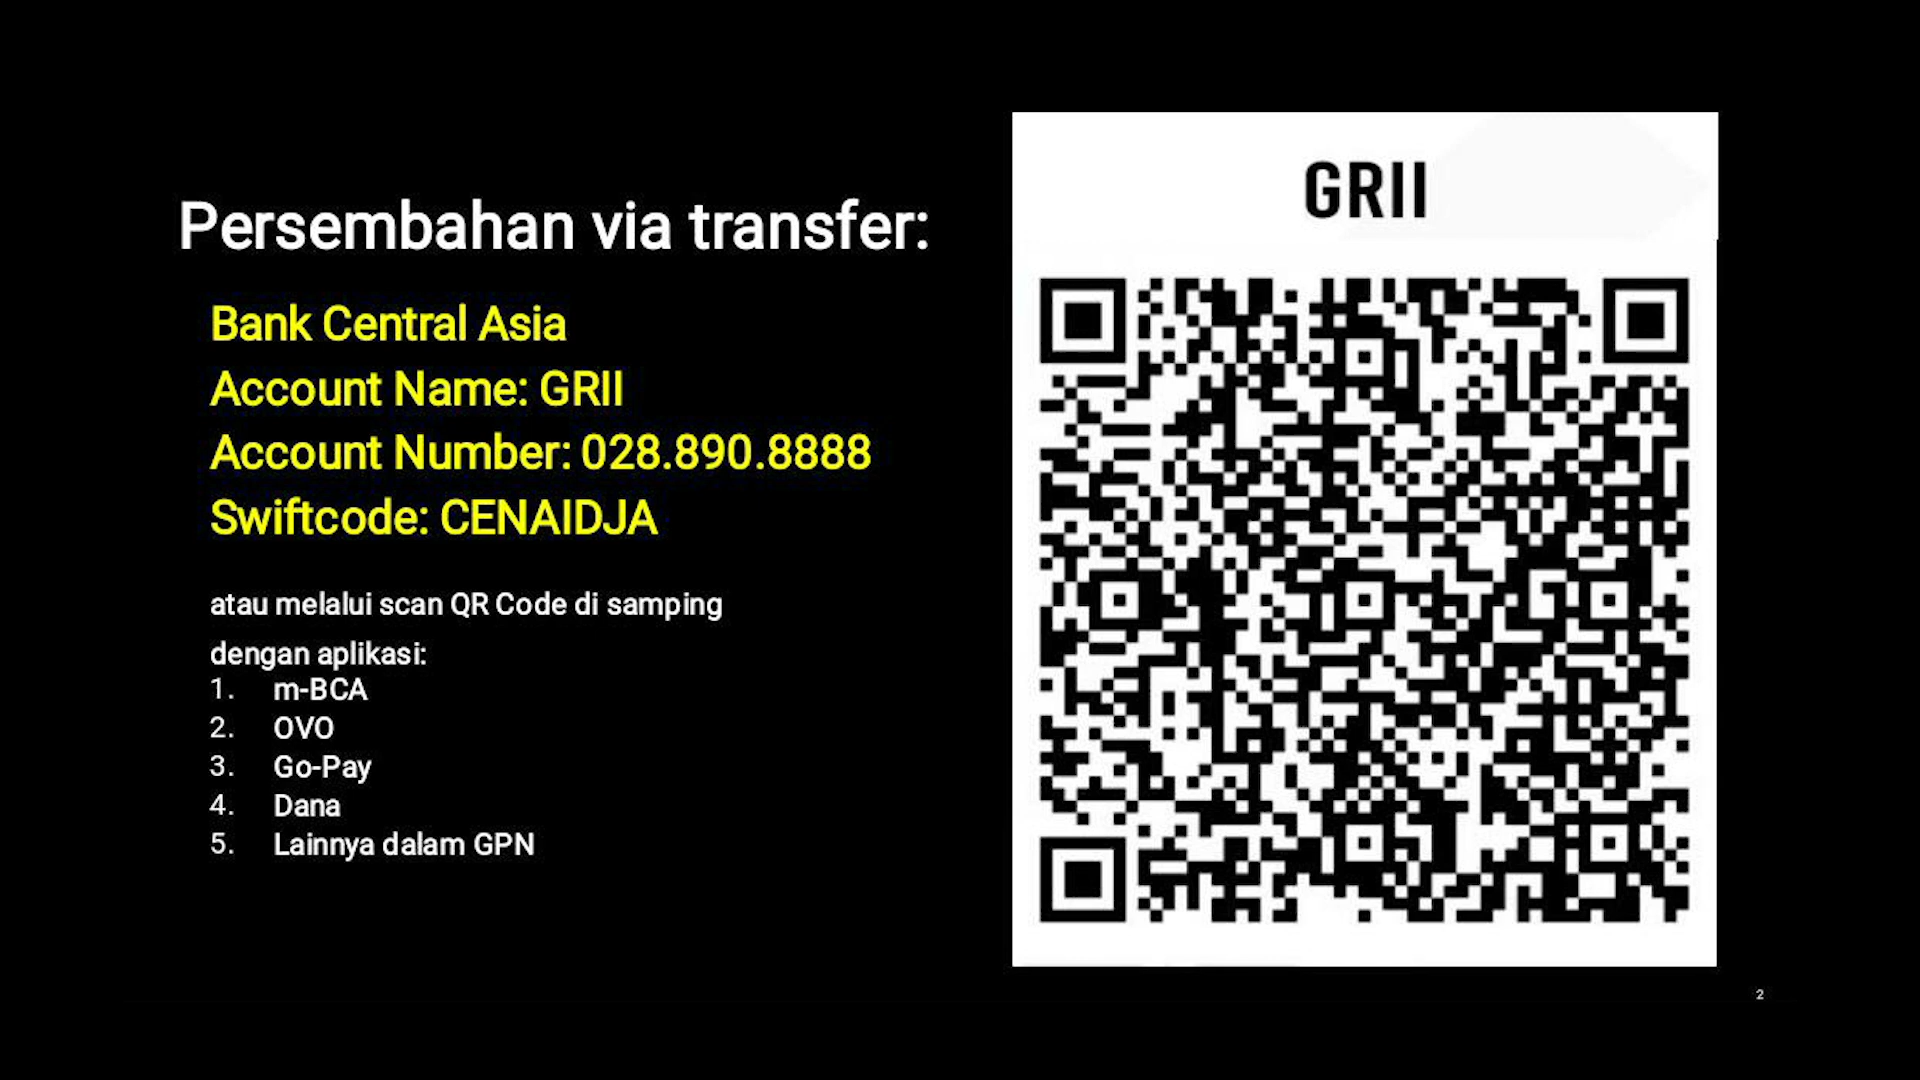 Persembahan via transfer:
Bank Central Asia
Account Name: GRII
Account Number: 028.890.8888
Swiftcode: CENAIDJA
atau melalui scan QR Code di samping
dengan aplikasi:
1. m-BCA
2. OVO
3. Go-Pay
4. Dana
5. Lainnya dalam GPN
GRII
2